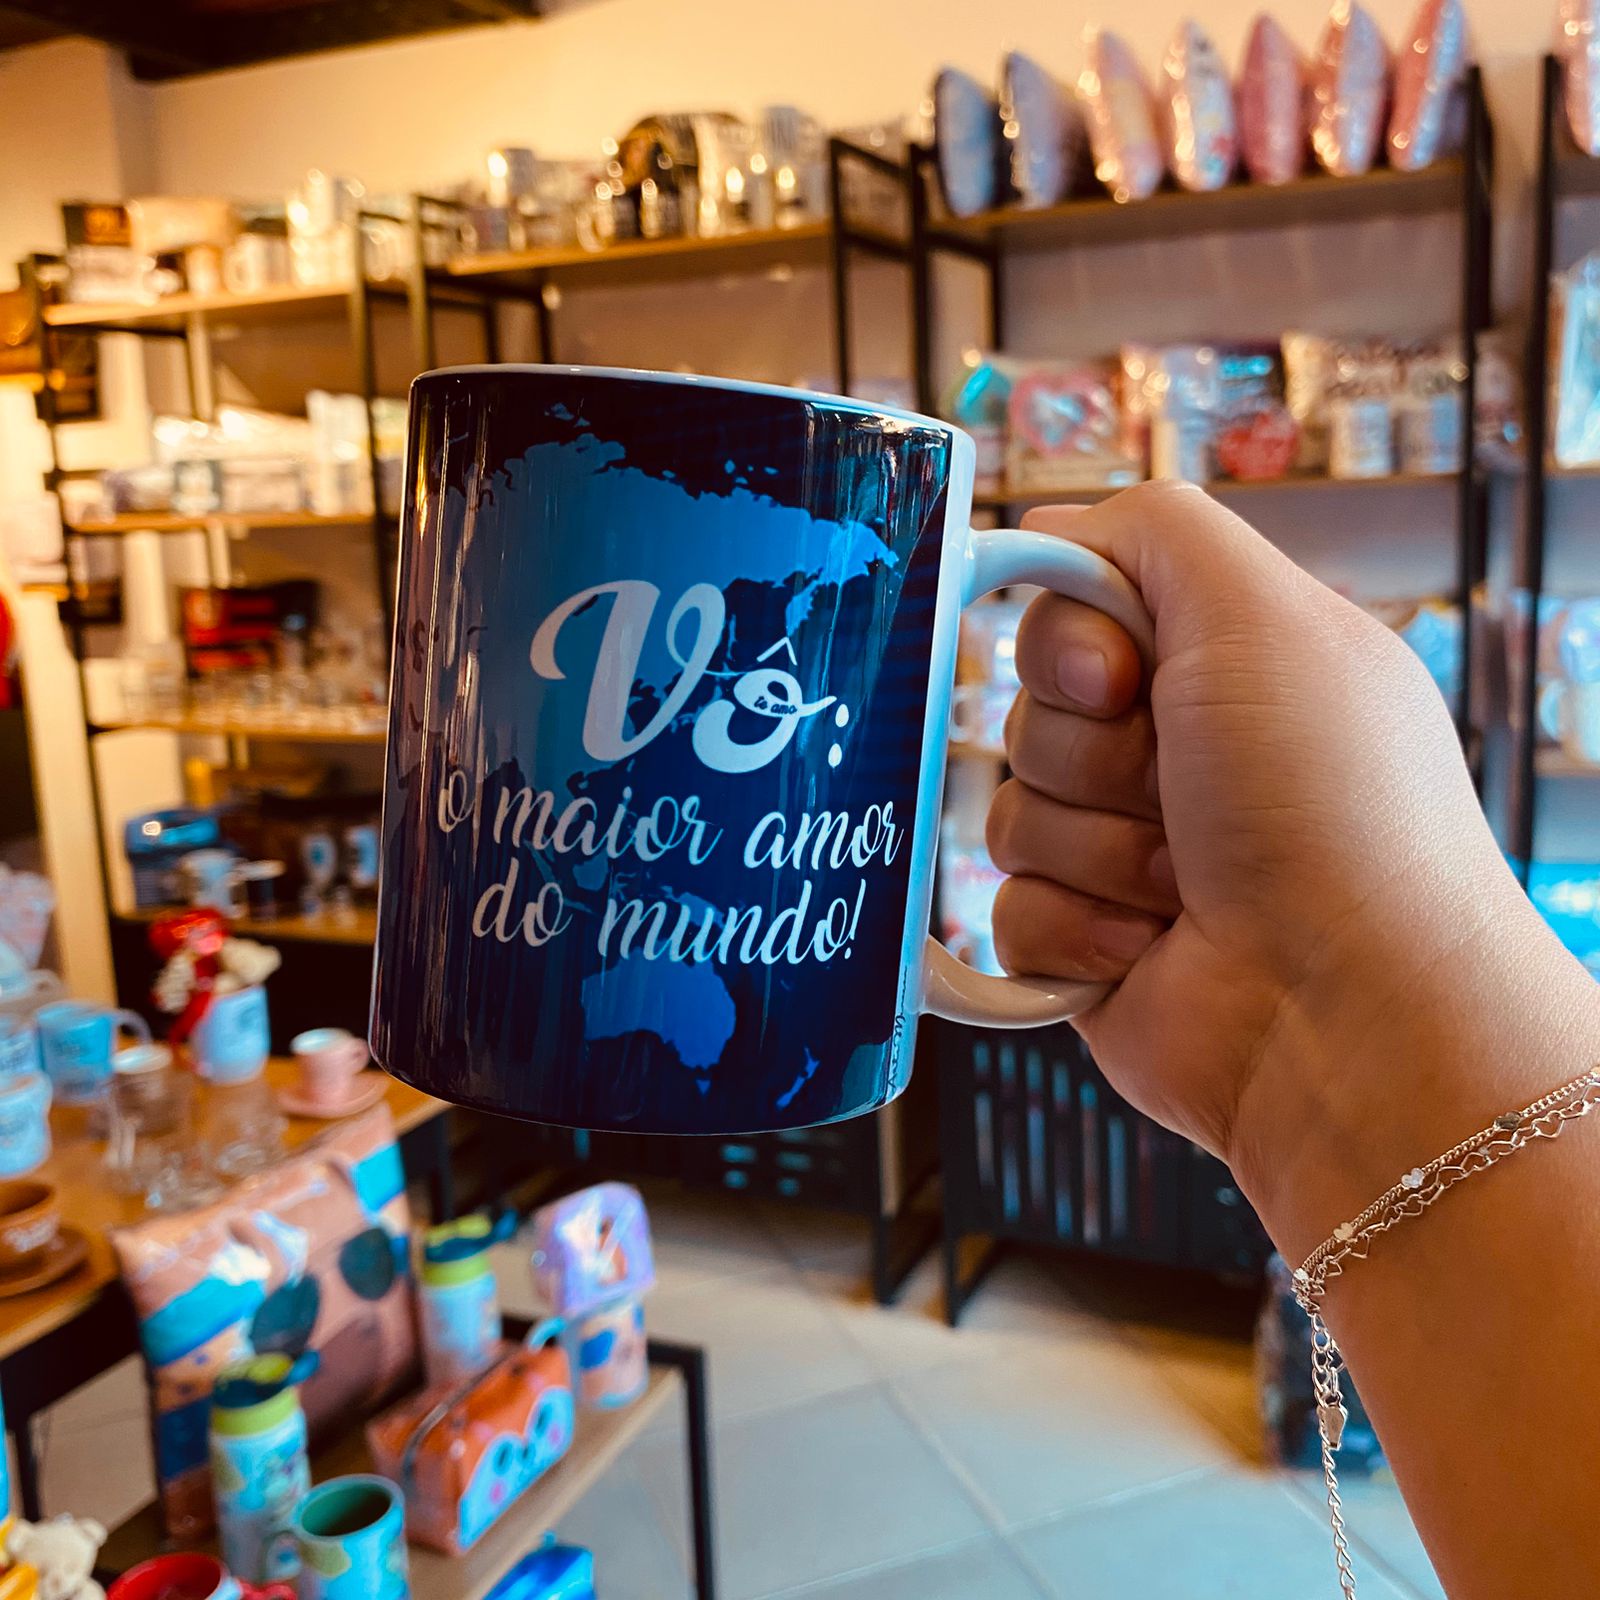 Vô:
te amo
o maior amor
do mundo!